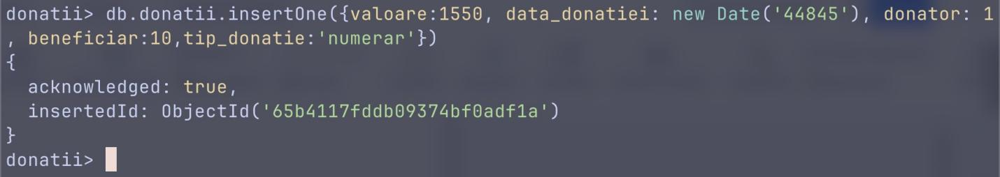 donatii> db.donatii.insertOne({valoare:1550, data_donatiei: new Date('44845'), donator: 1
, beneficiar:10,tip_donatie:'numerar'})
{
  acknowledged: true,
  insertedId: ObjectId('65b4117fddb09374bf0adf1a')
}
donatii>